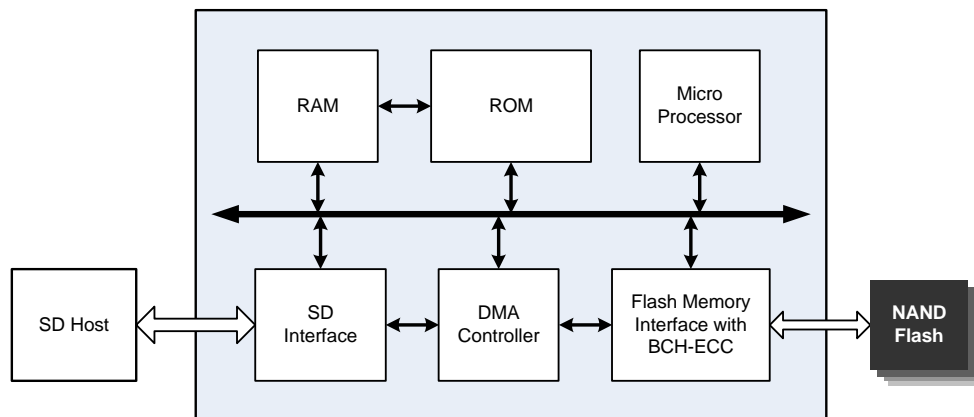 RAM
ROM
Micro
Processor
SD Host
SD
Interface
DMA
Controller
Flash Memory
Interface with
BCH-ECC
NAND
Flash